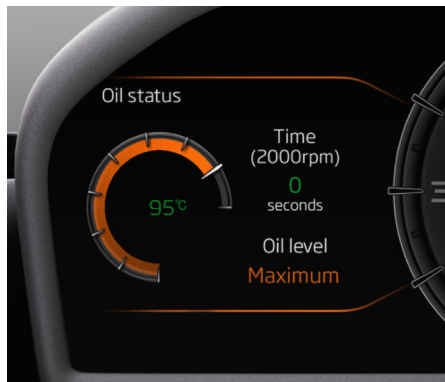 Oil status
Time
(2000rpm)
0
95℃
seconds
Oil level
Maximum